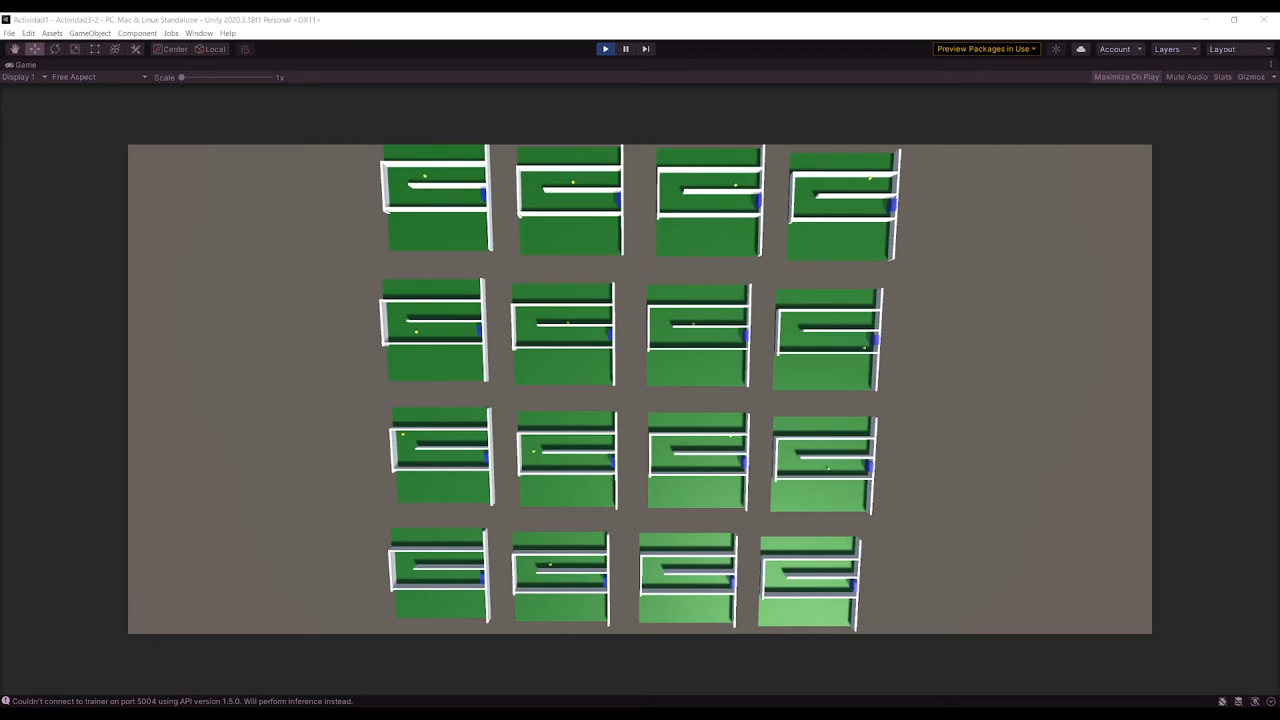 Actividad1 - Actividad3-2 - PC, Mac & Linux Standalone - Unity 2020.3.18f1 Personal <DX11>
File Edit Assets GameObject Component Jobs Window Help
Center Local Preview Packages in Use Account Layers Layout
Game
Display 1 Free Aspect Scale 1x Maximize On Play Mute Audio Stats Gizmos
Couldn't connect to trainer on port 5004 using API version 1.5.0. Will perform inference instead.